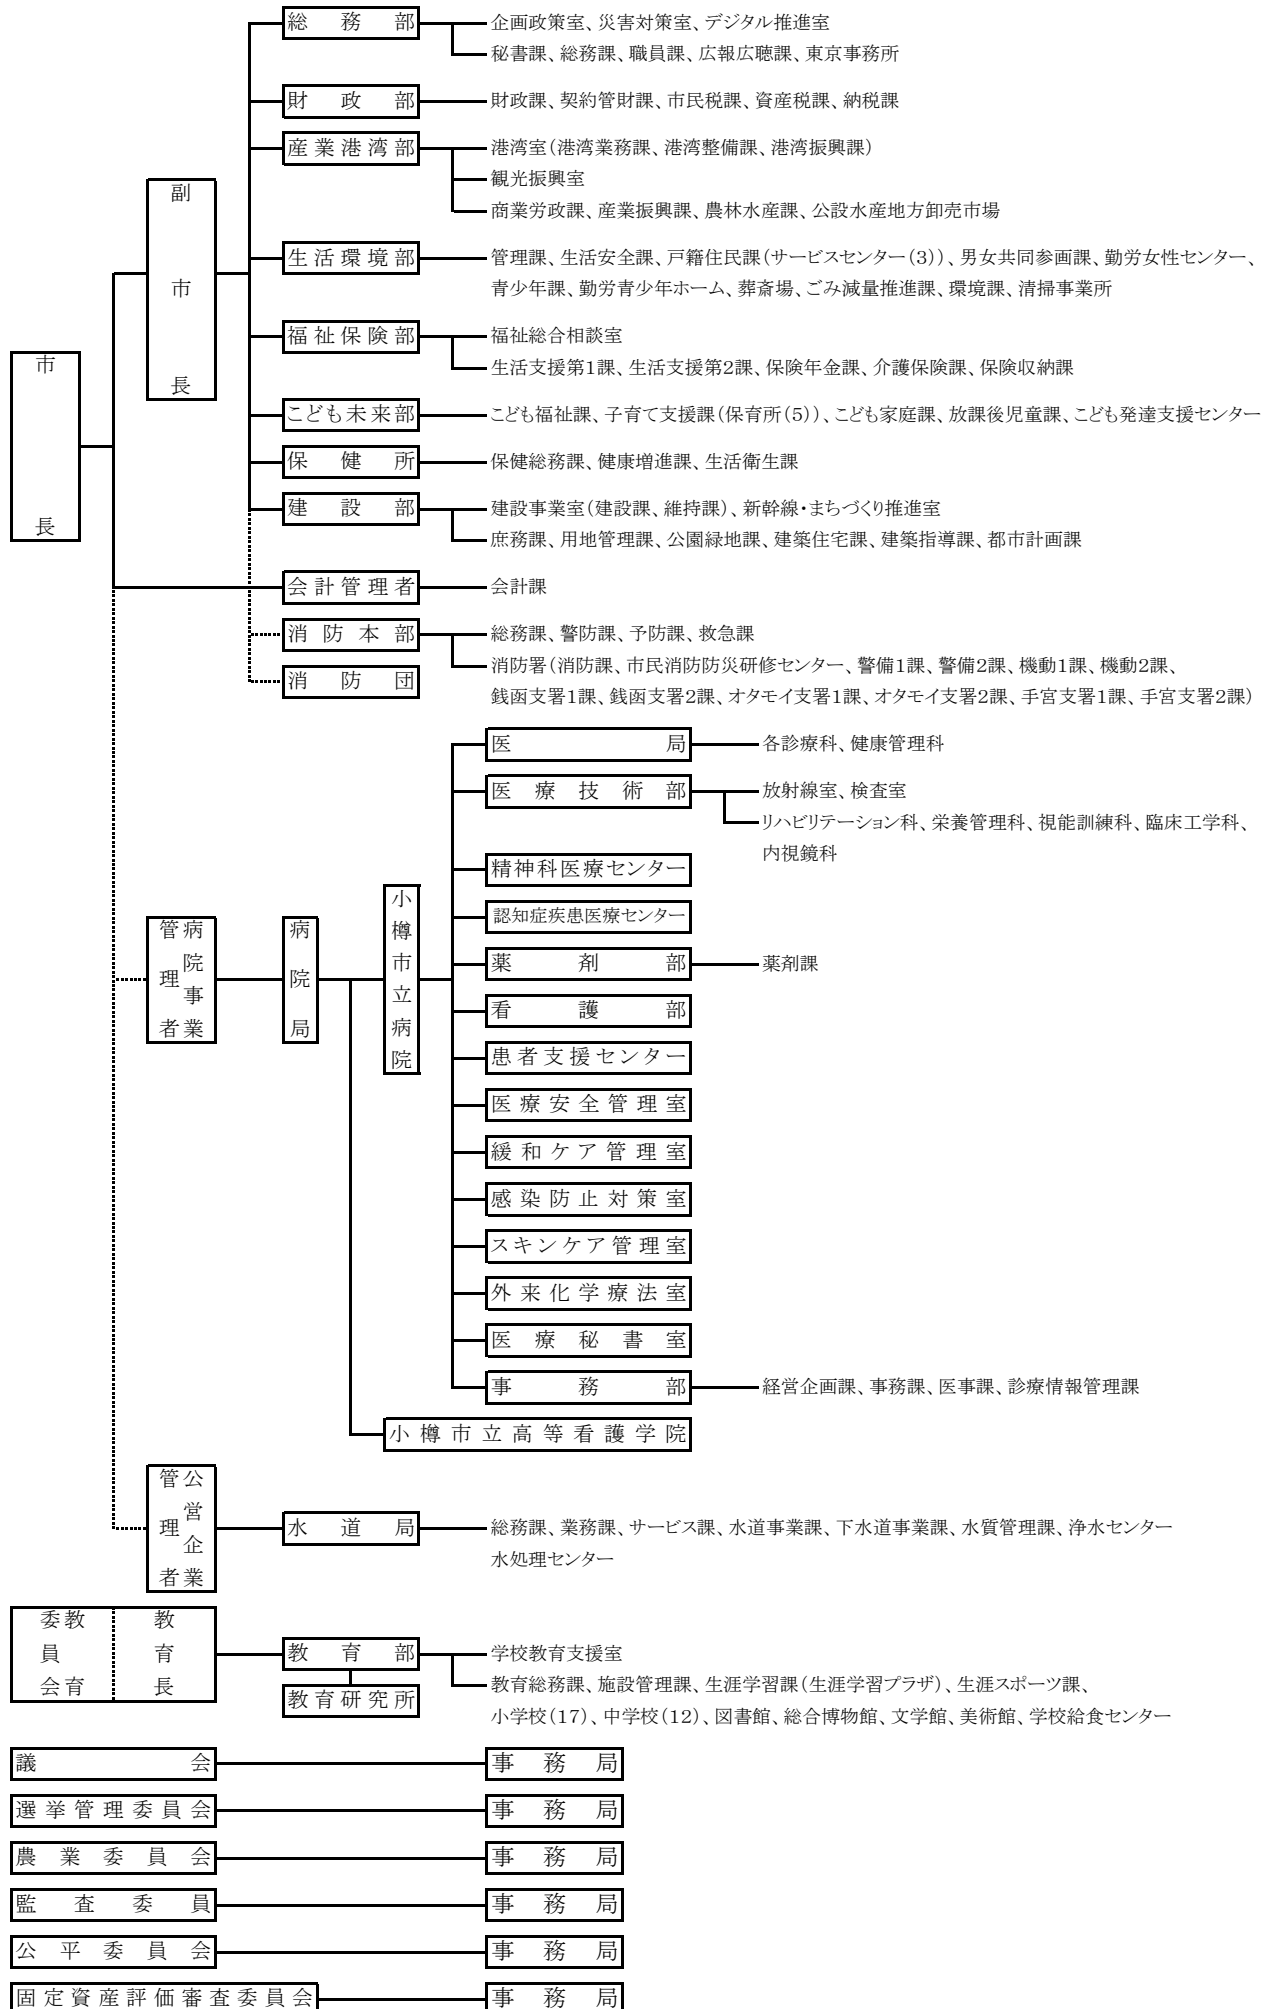 総務部
企画政策室、災害対策室、デジタル推進室
秘書課、総務課、職員課、広報広聴課、東京事務所
財政部
財政課、契約管財課、市民税課、資産税課、納税課
産業港湾部
港湾室(港湾業務課、港湾整備課、港湾振興課)
観光振興室
商業労政課、産業振興課、農林水産課、公設水産地方卸売市場
副市長
生活環境部
管理課、生活安全課、戸籍住民課(サービスセンター(3))、男女共同参画課、勤労女性センター、
青少年課、勤労青少年ホーム、葬斎場、ごみ減量推進課、環境課、清掃事業所
福祉保険部
福祉総合相談室
生活支援第1課、生活支援第2課、保険年金課、介護保険課、保険収納課
市長
こども未来部
こども福祉課、子育て支援課(保育所(5))、こども家庭課、放課後児童課、こども発達支援センター
保健所
保健総務課、健康増進課、生活衛生課
建設部
建設事業室(建設課、維持課)、新幹線・まちづくり推進室
庶務課、用地管理課、公園緑地課、建築住宅課、建築指導課、都市計画課
会計管理者
会計課
消防本部
総務課、警防課、予防課、救急課
消防署(消防課、市民消防防災研修センター、警備1課、警備2課、機動1課、機動2課、
銭函支署1課、銭函支署2課、オタモイ支署1課、オタモイ支署2課、手宮支署1課、手宮支署2課)
消防団
病院事業管理者
病院局
小樽市立病院
医局
各診療科、健康管理科
医療技術部
放射線室、検査室
リハビリテーション科、栄養管理科、視能訓練科、臨床工学科、
内視鏡科
精神科医療センター
認知症疾患医療センター
薬剤部
薬剤課
看護部
患者支援センター
医療安全管理室
緩和ケア管理室
感染防止対策室
スキンケア管理室
外来化学療法室
医療秘書室
事務部
経営企画課、事務課、医事課、診療情報管理課
小樽市立高等看護学院
公営企業管理者
水道局
総務課、業務課、サービス課、水道事業課、下水道事業課、水質管理課、浄水センター
水処理センター
教育委員会
教育長
教育部
学校教育支援室
教育総務課、施設管理課、生涯学習課(生涯学習プラザ)、生涯スポーツ課、
小学校(17)、中学校(12)、図書館、総合博物館、文学館、美術館、学校給食センター
教育研究所
議会
事務局
選挙管理委員会
事務局
農業委員会
事務局
監査委員
事務局
公平委員会
事務局
固定資産評価審査委員会
事務局